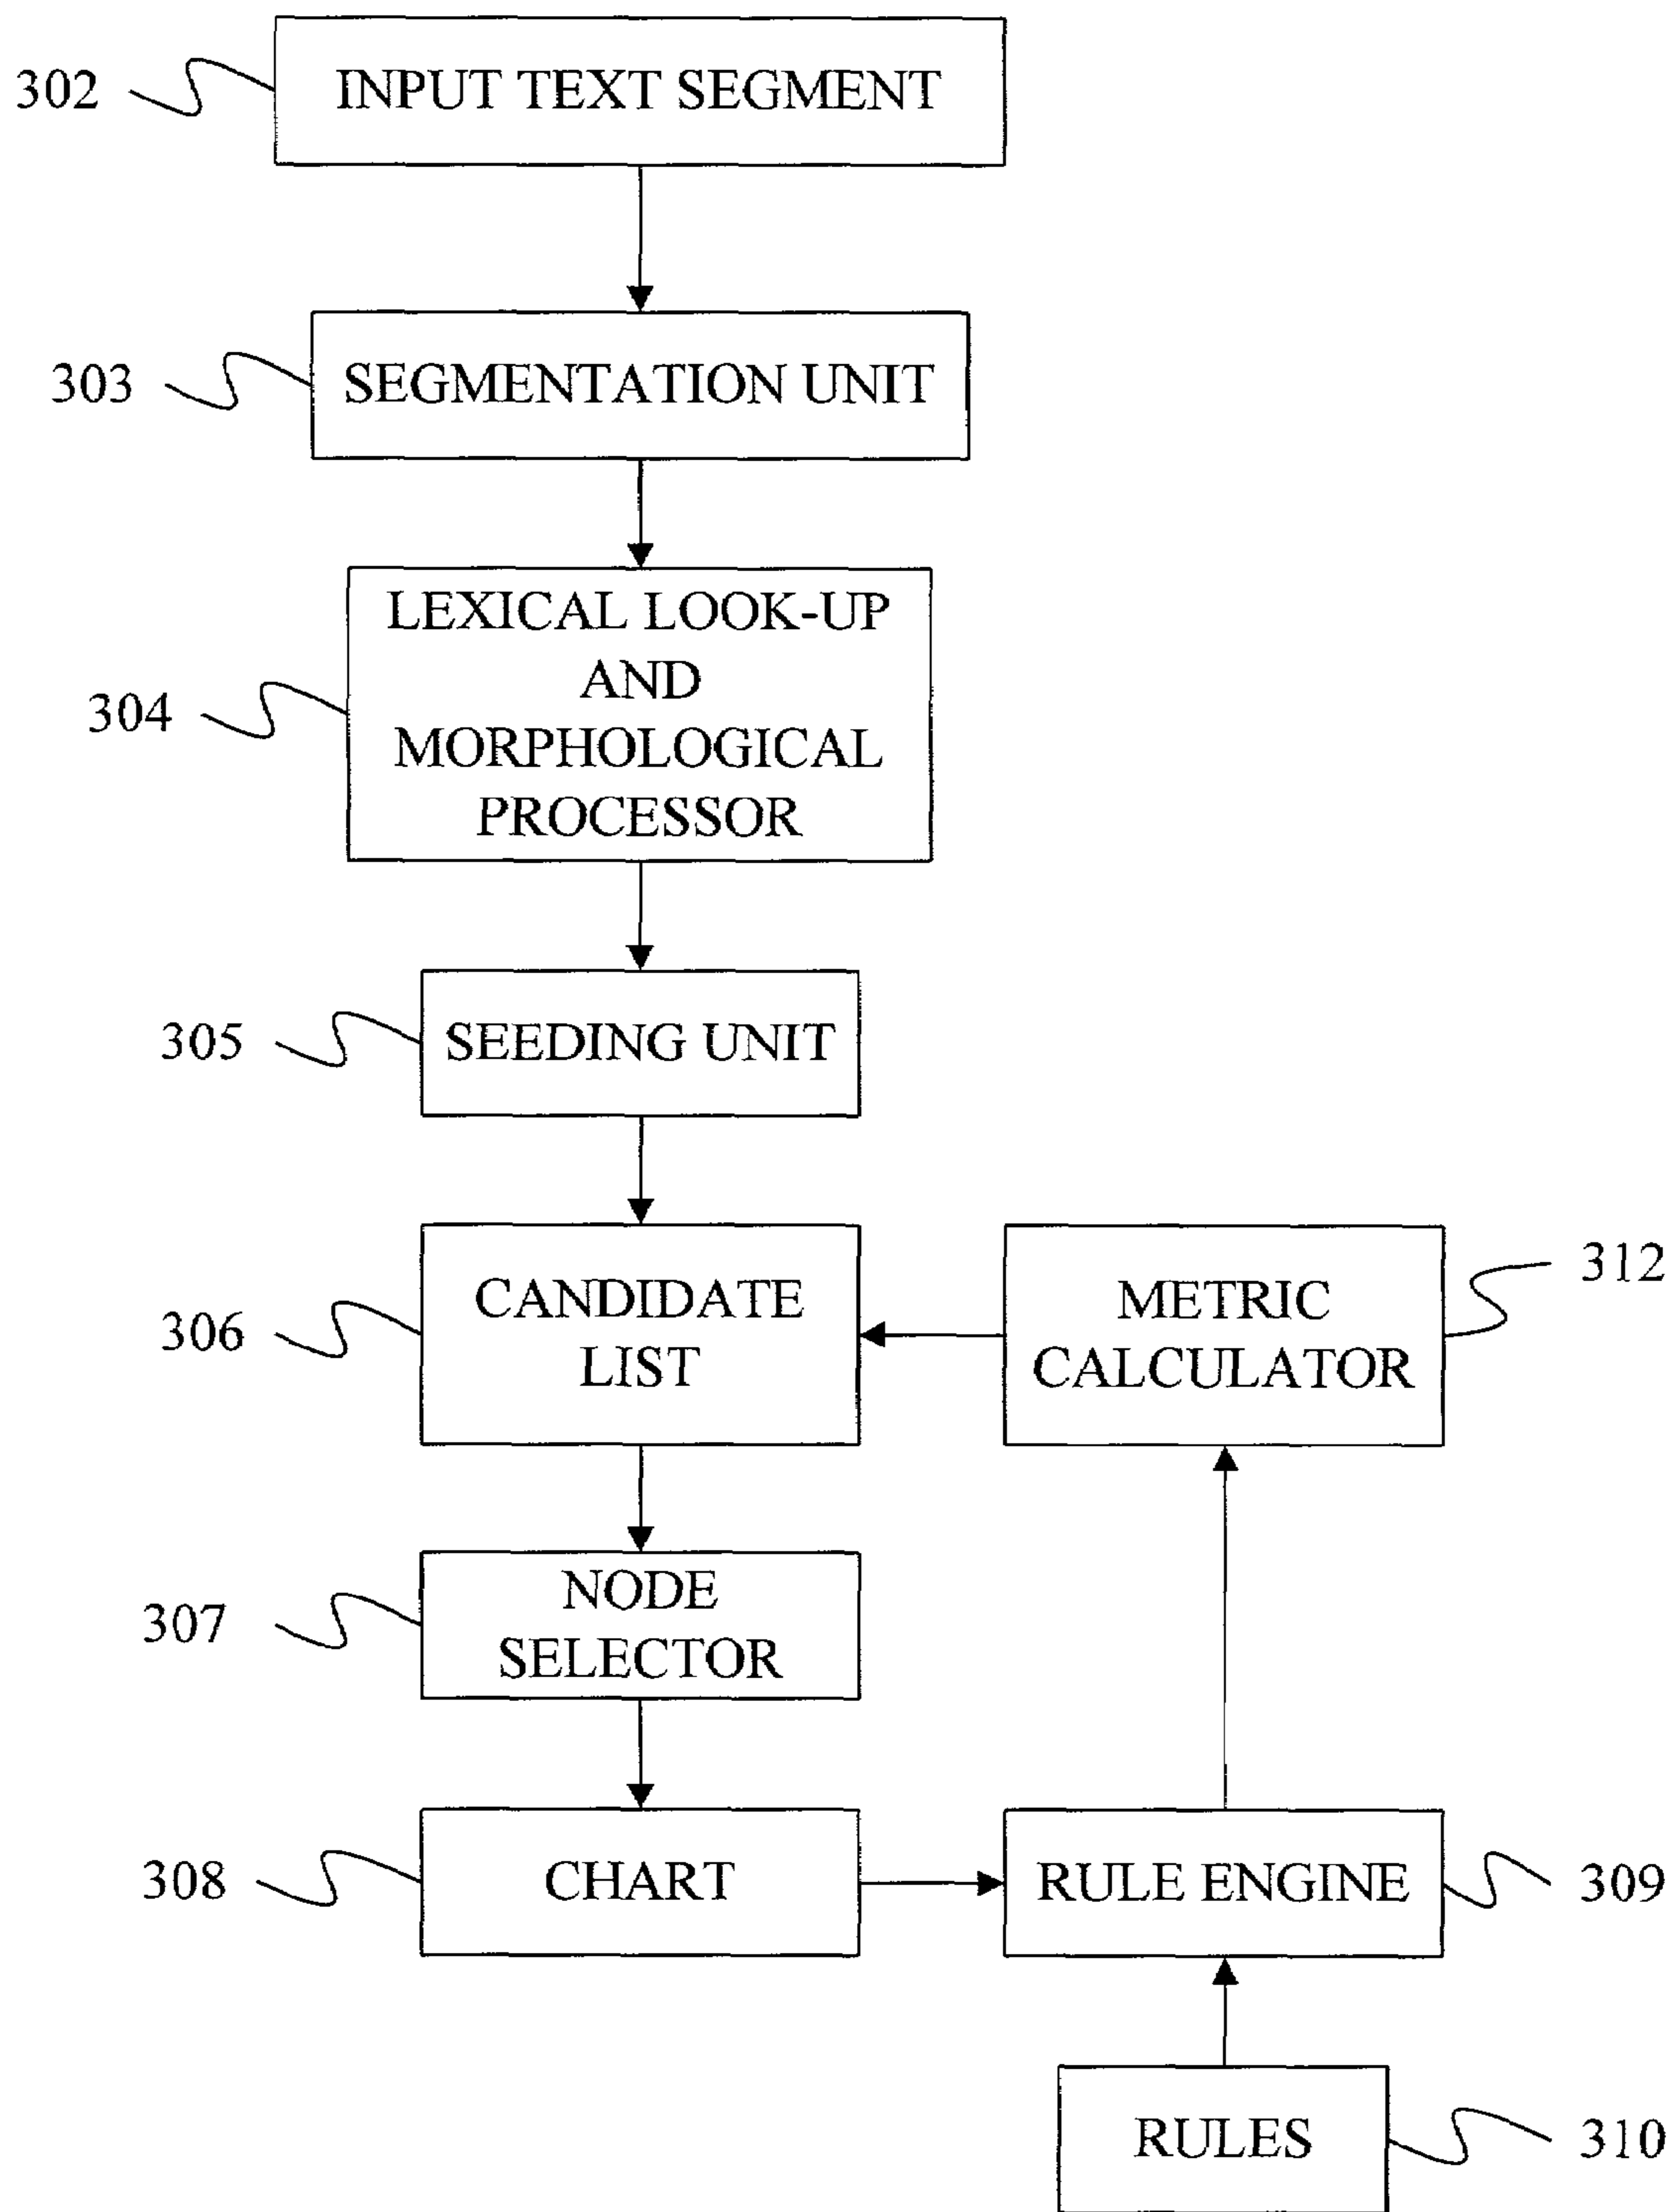 302
INPUT TEXT SEGMENT
303
SEGMENTATION UNIT
304
LEXICAL LOOK-UP
AND
MORPHOLOGICAL
PROCESSOR
305
SEEDING UNIT
306
CANDIDATE
LIST
METRIC
CALCULATOR
312
307
NODE
SELECTOR
308
CHART
RULE ENGINE
309
RULES
310